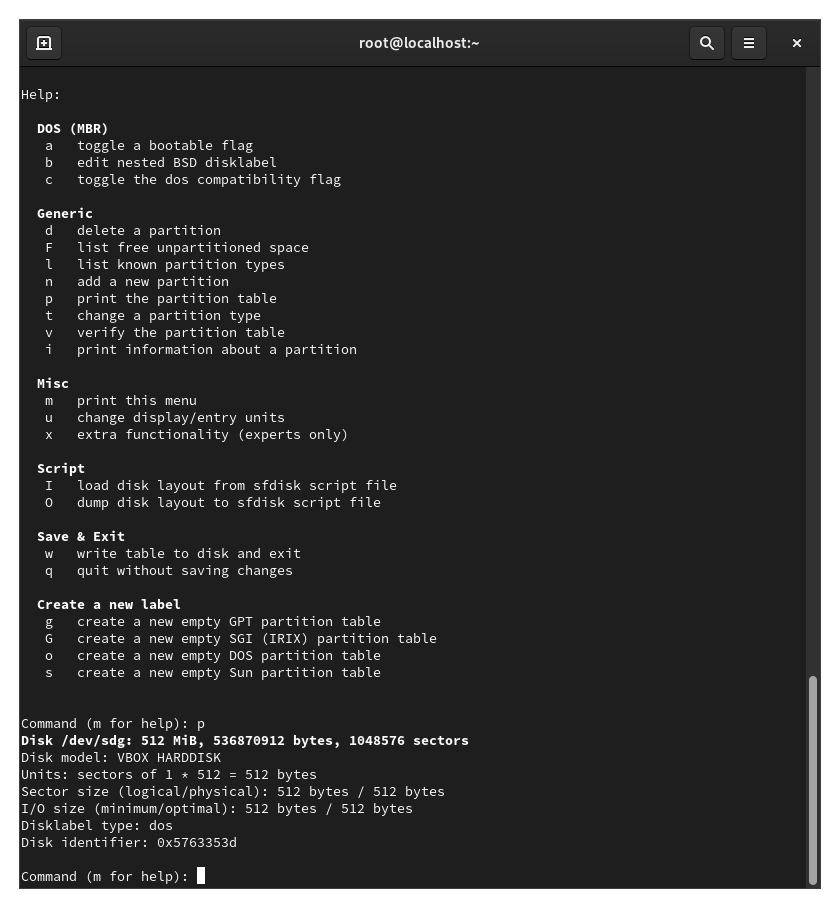 root@localhost:~
Help:
DOS (MBR)
a toggle a bootable flag
b edit nested BSD disklabel
c toggle the dos compatibility flag
Generic
d delete a partition
F list free unpartitioned space
l list known partition types
n add a new partition
p print the partition table
t change a partition type
v verify the partition table
i print information about a partition
Misc
m print this menu
u change display/entry units
x extra functionality (experts only)
Script
I load disk layout from sfdisk script file
O dump disk layout to sfdisk script file
Save & Exit
w write table to disk and exit
q quit without saving changes
Create a new label
g create a new empty GPT partition table
G create a new empty SGI (IRIX) partition table
o create a new empty DOS partition table
s create a new empty Sun partition table
Command (m for help): p
Disk /dev/sdg: 512 MiB, 536870912 bytes, 1048576 sectors
Disk model: VBOX HARDDISK
Units: sectors of 1 * 512 = 512 bytes
Sector size (logical/physical): 512 bytes / 512 bytes
I/O size (minimum/optimal): 512 bytes / 512 bytes
Disklabel type: dos
Disk identifier: 0x5763353d
Command (m for help):